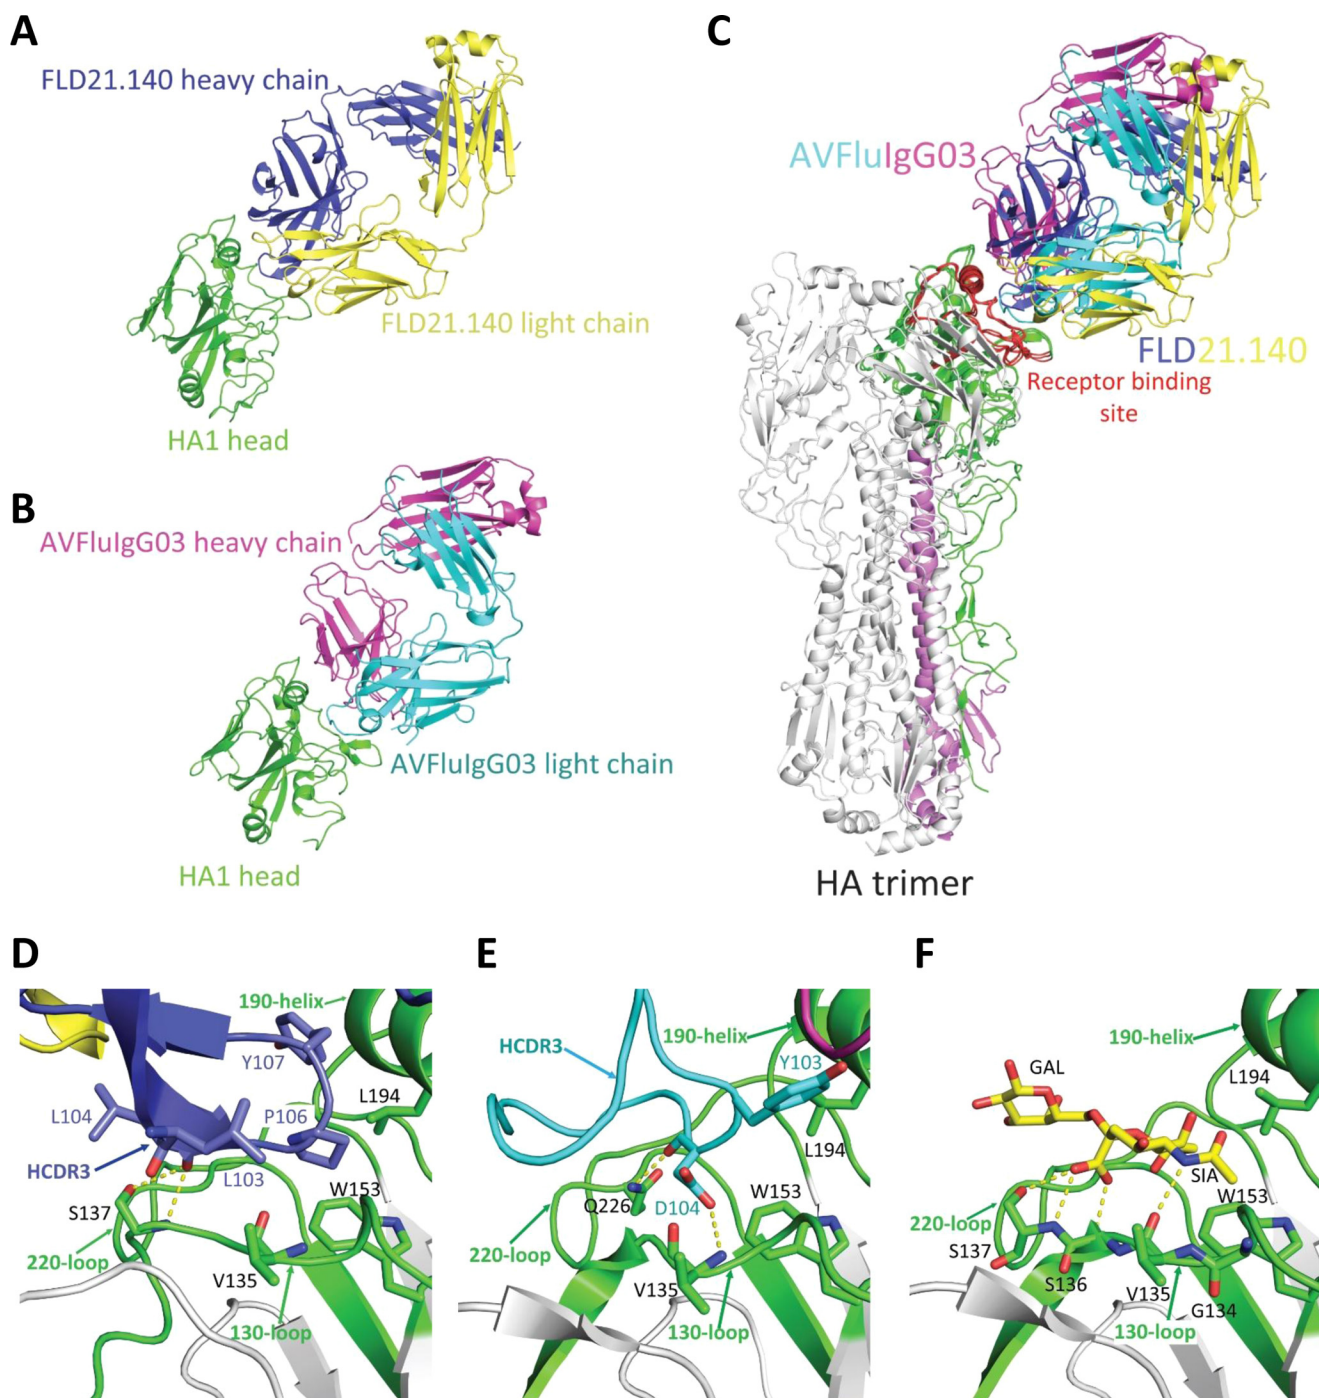 A
FLD21.140 heavy chain
FLD21.140 light chain
HA1 head
B
AVFluIgG03 heavy chain
AVFluIgG03 light chain
HA1 head
C
AVFluIgG03
FLD21.140
Receptor binding
site
HA trimer
D
190-helix
Y107
L194
L104
P106
HCDR3
L103
W153
S137
220-loop
V135
130-loop
E
190-helix
HCDR3
Y103
L194
Q226
D104
W153
220-loop
V135
130-loop
F
190-helix
GAL
L194
SIA
W153
220-loop
S137
S136
V135
G134
130-loop